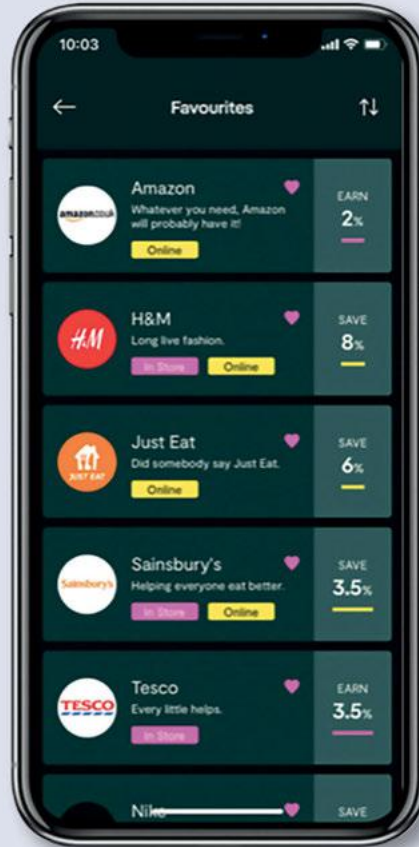 10:03
Favourites
amazon.co.uk
Amazon
Whatever you need, Amazon
will probably have it!
Online
EARN
2%
H&M
H&M
Long live fashion.
In Store Online
SAVE
8%
JUST EAT
Just Eat
Did somebody say Just Eat.
Online
SAVE
6%
Sainsbury's
Sainsbury's
Helping everyone eat better.
In Store Online
SAVE
3.5%
TESCO
Tesco
Every little helps.
In Store
EARN
3.5%
Nike
SAVE